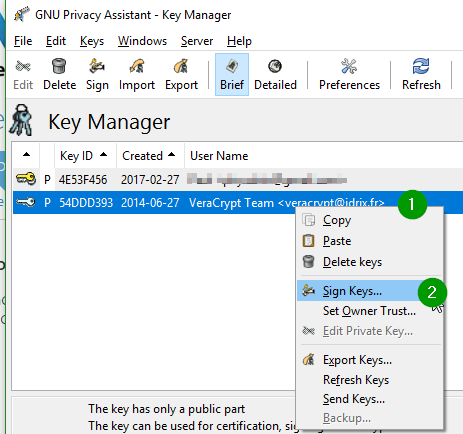 GNU Privacy Assistant - Key Manager
File Edit Keys Windows Server Help
Edit Delete Sign Import Export Brief Detailed Preferences Refresh
Key Manager
Key ID Created User Name
P 4E53F456 2017-02-27
P 54DDD393 2014-06-27 VeraCrypt Team <veracrypt@idrix.fr>
1
Copy
Paste
Delete keys
Sign Keys...
2
Set Owner Trust...
Edit Private Key...
Export Keys...
Refresh Keys
Send Keys...
Backup...
The key has only a public part
The key can be used for certification, sig